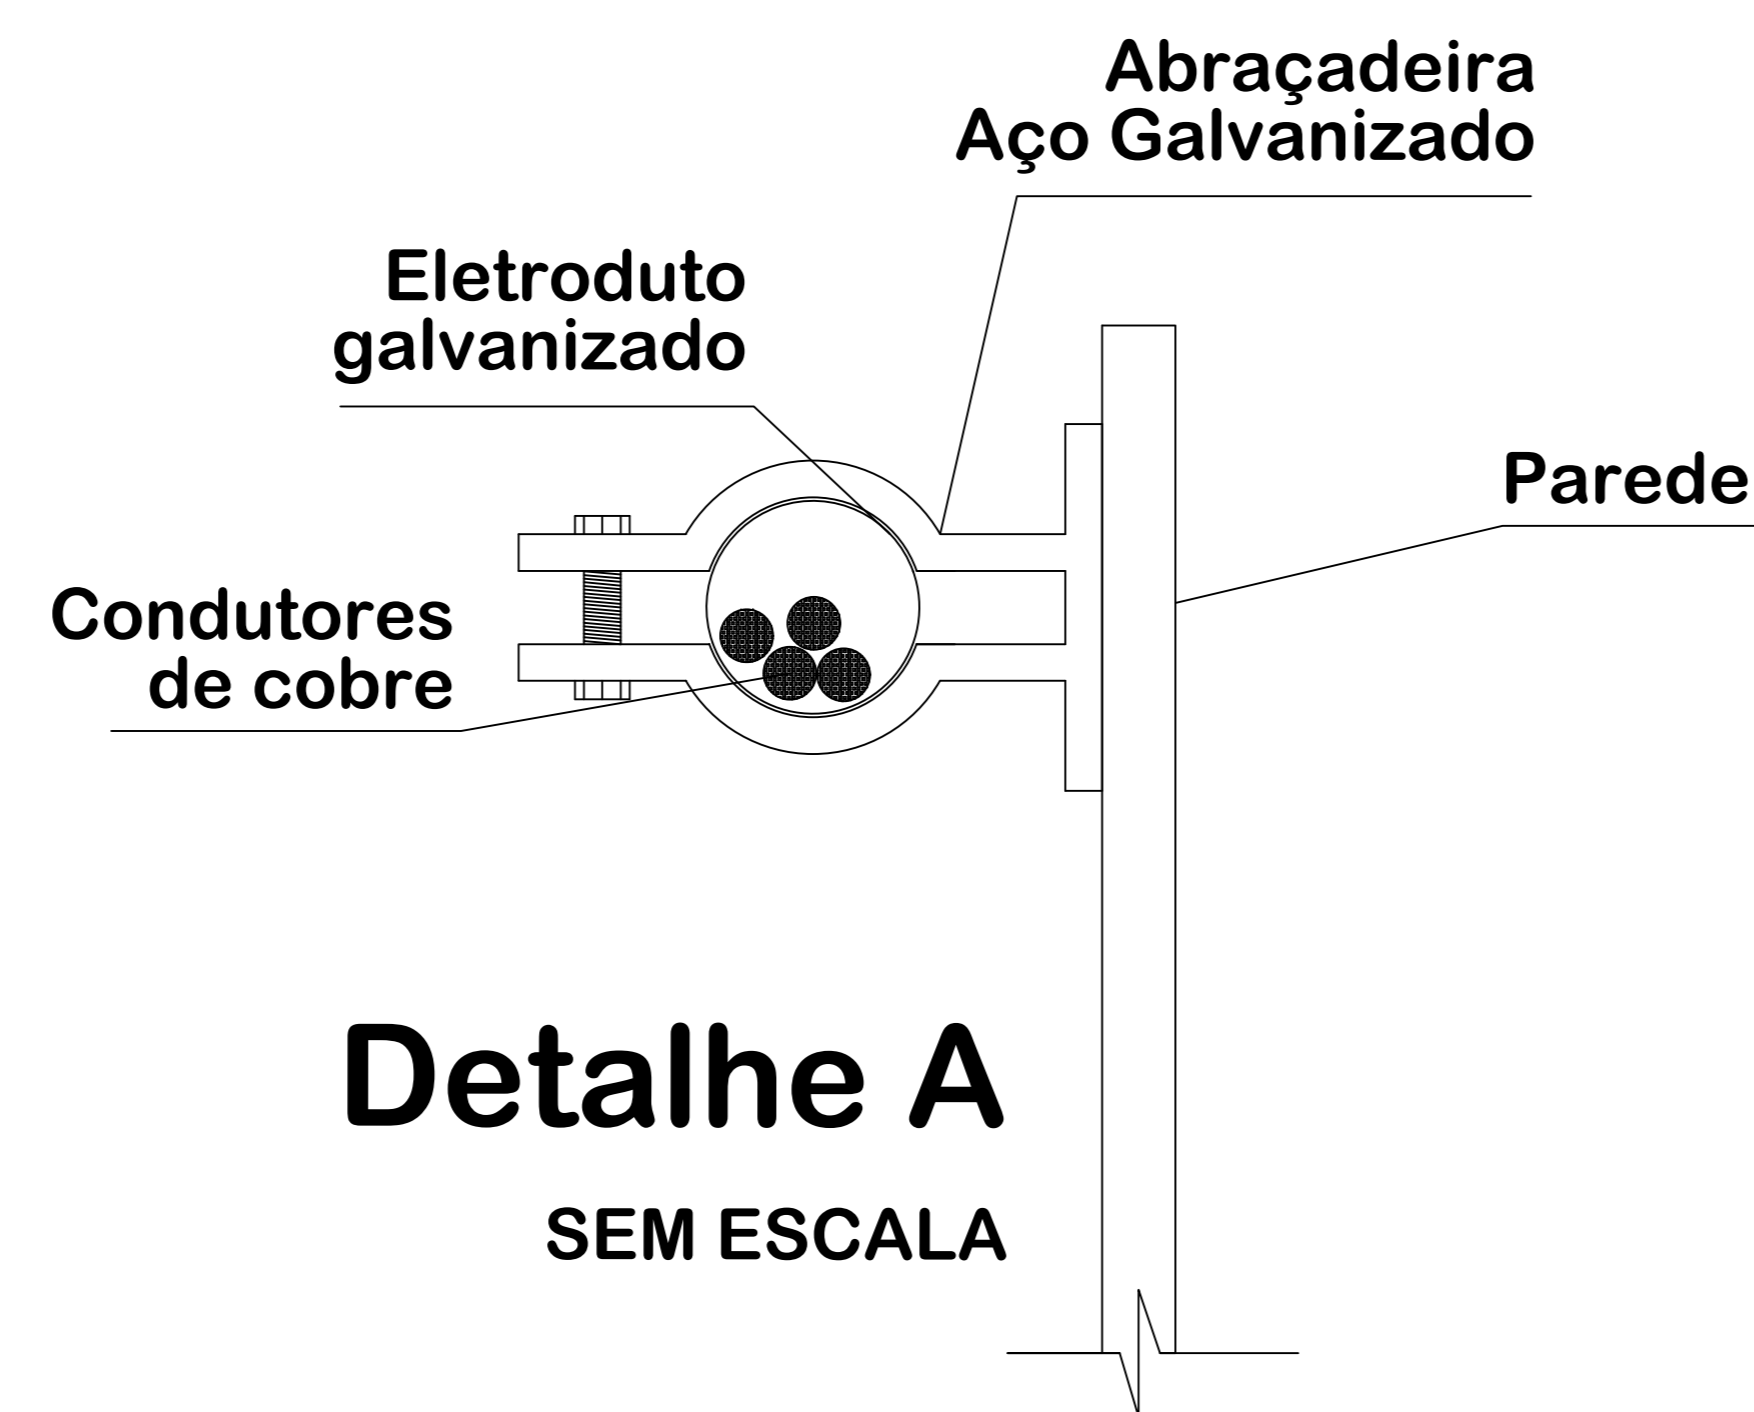 Abraçadeira
Aço Galvanizado
Eletroduto
galvanizado
Parede
Condutores
de cobre
Detalhe A
SEM ESCALA